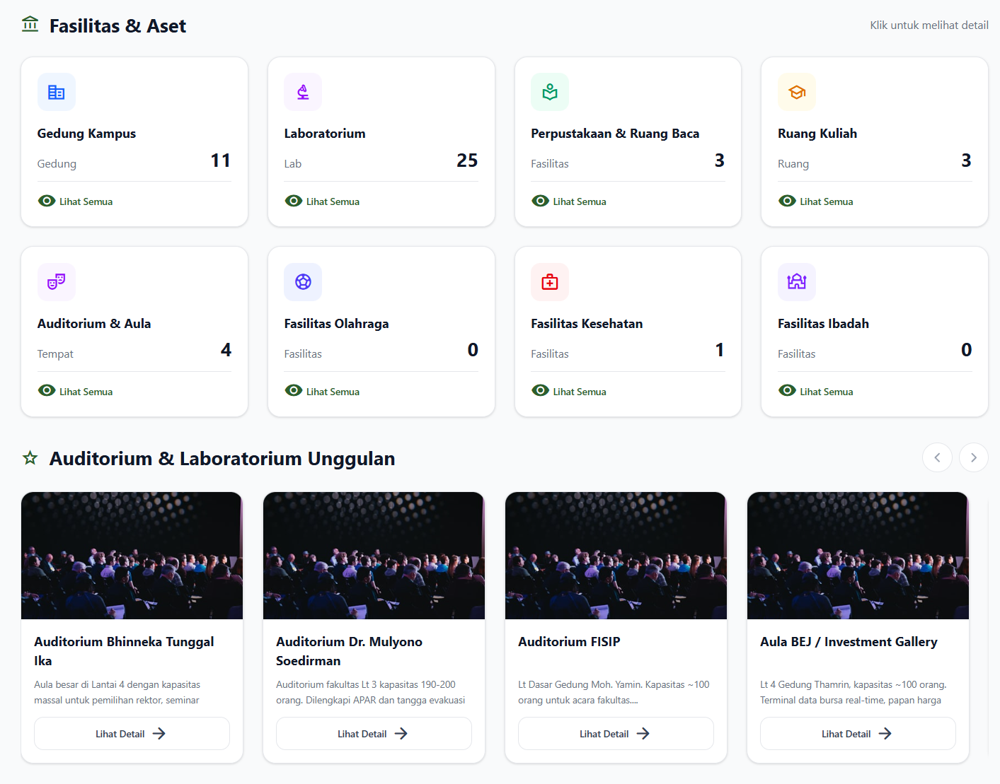 Fasilitas & Aset
Klik untuk melihat detail
Gedung Kampus
Gedung 11
Lihat Semua
Laboratorium
Lab 25
Lihat Semua
Perpustakaan & Ruang Baca
Fasilitas 3
Lihat Semua
Ruang Kuliah
Ruang 3
Lihat Semua
Auditorium & Aula
Tempat 4
Lihat Semua
Fasilitas Olahraga
Fasilitas 0
Lihat Semua
Fasilitas Kesehatan
Fasilitas 1
Lihat Semua
Fasilitas Ibadah
Fasilitas 0
Lihat Semua
Auditorium & Laboratorium Unggulan
Auditorium Bhinneka Tunggal
Ika
Aula besar di Lantai 4 dengan kapasitas
massal untuk pemilihan rektor, seminar
Lihat Detail
Auditorium Dr. Mulyono
Soedirman
Auditorium fakultas Lt 3 kapasitas 190-200
orang. Dilengkapi APAR dan tangga evakuasi
Lihat Detail
Auditorium FISIP
Lt Dasar Gedung Moh. Yamin. Kapasitas ~100
orang untuk acara fakultas....
Lihat Detail
Aula BEJ / Investment Gallery
Lt 4 Gedung Thamrin, kapasitas ~100 orang.
Terminal data bursa real-time, papan harga
Lihat Detail